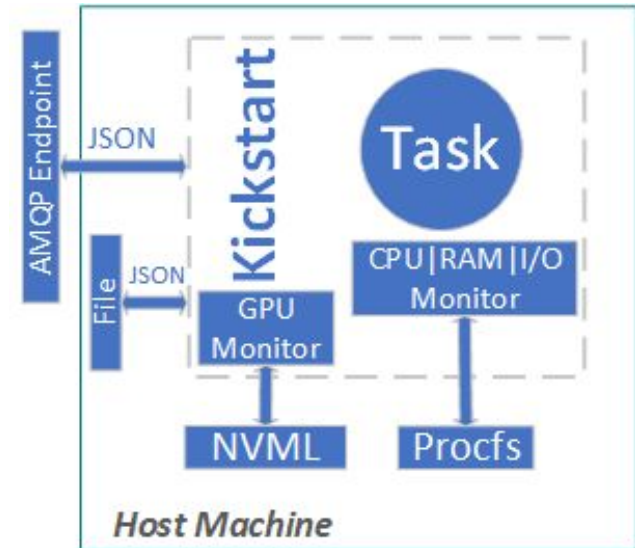 AMQP Endpoint
JSON
Kickstart
Task
File
JSON
CPU|RAM|I/O
Monitor
GPU
Monitor
NVML
Procfs
Host Machine